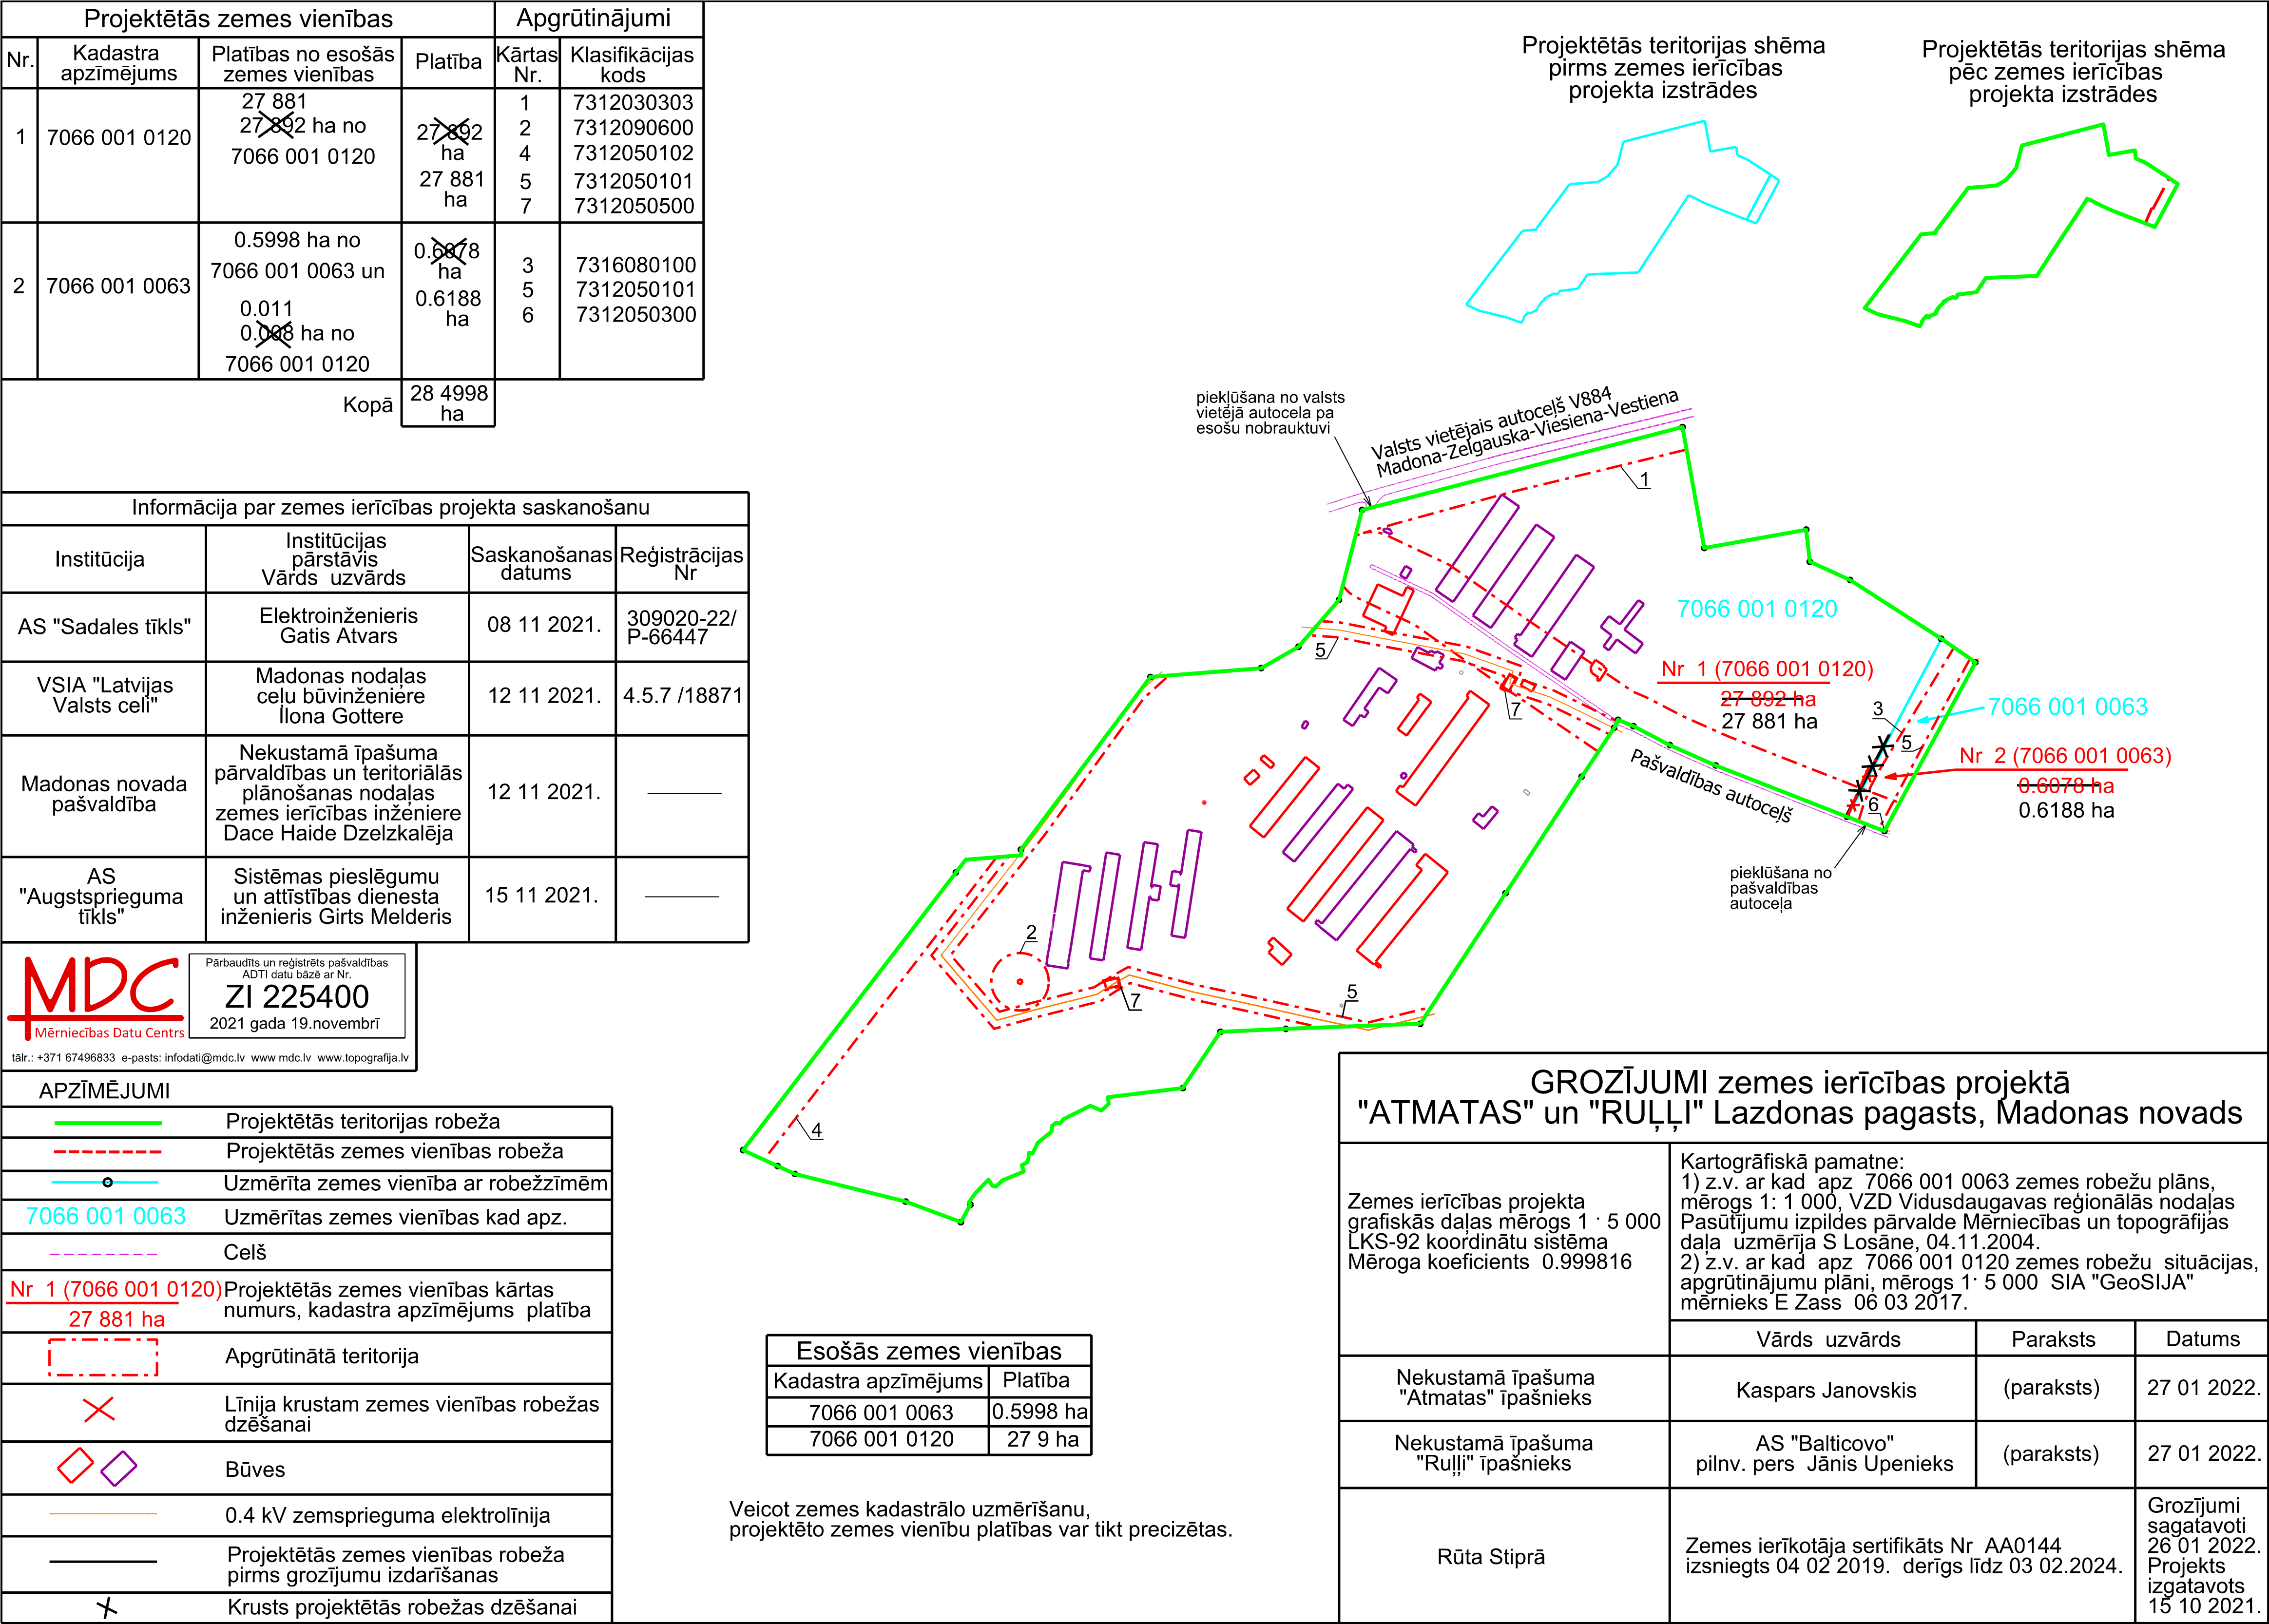 Projektētās zemes vienības
Apgrūtinājumi
Nr.
Kadastra
apzīmējums
Platības no esošās
zemes vienības
Platība
Kārtas
Nr.
Klasifikācijas
kods
1
7066 001 0120
27 881
27 892 ha no
7066 001 0120
27 892
ha
27 881
ha
1 7312030303
2 7312090600
4 7312050102
5 7312050101
7 7312050500
2
7066 001 0063
0.5998 ha no
7066 001 0063 un
0.011
0.008 ha no
7066 001 0120
0.6078
ha
0.6188
ha
3 7316080100
5 7312050101
6 7312050300
Kopā
28 4998
ha
Projektētās teritorijas shēma
pirms zemes ierīcības
projekta izstrādes
Projektētās teritorijas shēma
pēc zemes ierīcības
projekta izstrādes
Informācija par zemes ierīcības projekta saskanošanu
Institūcija
Institūcijas
pārstāvis
Vārds uzvārds
Saskanošanas
datums
Reģistrācijas
Nr
AS "Sadales tīkls"
Elektroinženieris
Gatis Atvars
08 11 2021.
309020-22/
P-66447
VSIA "Latvijas
Valsts celi"
Madonas nodaļas
ceļu būvinženiere
Ilona Gottere
12 11 2021.
4.5.7 /18871
Madonas novada
pašvaldība
Nekustamā īpašuma
pārvaldības un teritoriālās
plānošanas nodaļas
zemes ierīcības inženiere
Dace Haide Dzelzkalēja
12 11 2021.
AS
"Augstsprieguma
tīkls"
Sistēmas pieslēgumu
un attīstības dienesta
inženieris Girts Melderis
15 11 2021.
MDC
Mērniecības Datu Centrs
Pārbaudīts un reģistrēts pašvaldības
ADTI datu bāzē ar Nr.
ZI 225400
2021 gada 19.novembrī
tālr.: +371 67496833 e-pasts: infodati@mdc.lv www mdc.lv www.topografija.lv
APZĪMĒJUMI
Projektētās teritorijas robeža
Projektētās zemes vienības robeža
Uzmērīta zemes vienība ar robežzīmēm
7066 001 0063 Uzmērītas zemes vienības kad apz.
Celš
Nr 1 (7066 001 0120)
27 881 ha
Projektētās zemes vienības kārtas
numurs, kadastra apzīmējums platība
Apgrūtinātā teritorija
Līnija krustam zemes vienības robežas
dzēšanai
Būves
0.4 kV zemsprieguma elektrolīnija
Projektētās zemes vienības robeža
pirms grozījumu izdarīšanas
Krusts projektētās robežas dzēšanai
piekļūšana no valsts
vietējā autocela pa
esošu nobrauktuvi
Valsts vietējais autoceļš V884
Madona-Zelgauska-Viesiena-Vestiena
1
7066 001 0120
Nr 1 (7066 001 0120)
27 892 ha
27 881 ha
5
7
3
5
7066 001 0063
Nr 2 (7066 001 0063)
0.6078 ha
0.6188 ha
6
Pašvaldības autoceļš
piekļūšana no
pašvaldības
autoceļa
2
7
5
4
Esošās zemes vienības
Kadastra apzīmējums Platība
7066 001 0063 0.5998 ha
7066 001 0120 27 9 ha
Veicot zemes kadastrālo uzmērīšanu,
projektēto zemes vienību platības var tikt precizētas.
GROZĪJUMI zemes ierīcības projektā
"ATMATAS" un "RUĻĻI" Lazdonas pagasts, Madonas novads
Zemes ierīcības projekta
grafiskās daļas mērogs 1 : 5 000
LKS-92 koordinātu sistēma
Mēroga koeficients 0.999816
Kartogrāfiskā pamatne:
1) z.v. ar kad apz 7066 001 0063 zemes robežu plāns,
mērogs 1: 1 000, VZD Vidusdaugavas reģionālās nodaļas
Pasūtījumu izpildes pārvalde Mērniecības un topogrāfijas
daļa uzmērīja S Losāne, 04.11.2004.
2) z.v. ar kad apz 7066 001 0120 zemes robežu situācijas,
apgrūtinājumu plāni, mērogs 1: 5 000 SIA "GeoSIJA"
mērnieks E Zass 06 03 2017.
Vārds uzvārds Paraksts Datums
Nekustamā īpašuma
"Atmatas" īpašnieks
Kaspars Janovskis
(paraksts)
27 01 2022.
Nekustamā īpašuma
"Ruļļi" īpašnieks
AS "Balticovo"
pilnv. pers Jānis Upenieks
(paraksts)
27 01 2022.
Rūta Stiprā
Zemes ierīkotāja sertifikāts Nr AA0144
izsniegts 04 02 2019. derīgs līdz 03 02.2024.
Grozījumi
sagatavoti
26 01 2022.
Projekts
izgatavots
15 10 2021.